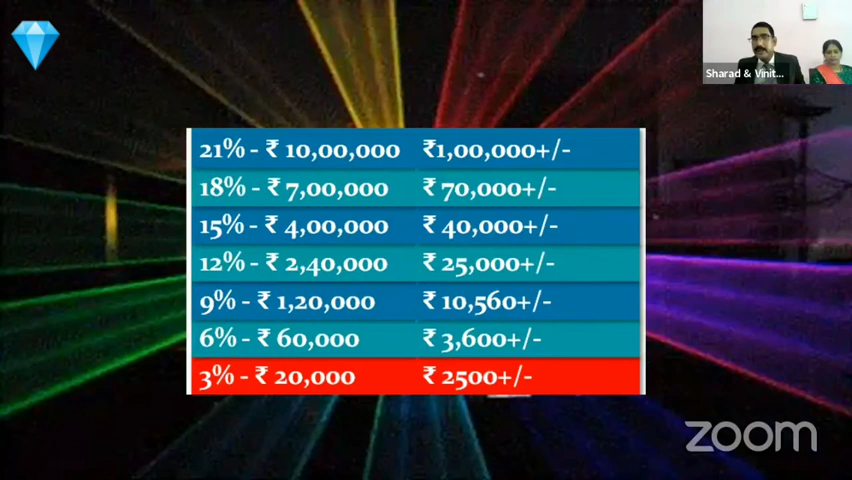 Sharad & Vinit...
21% - ₹ 10,00,000 ₹1,00,000+/-
18% - ₹ 7,00,000 ₹ 70,000+/-
15% - ₹ 4,00,000 ₹ 40,000+/-
12% - ₹ 2,40,000 ₹ 25,000+/-
9% - ₹ 1,20,000 ₹ 10,560+/-
6% - ₹ 60,000 ₹ 3,600+/-
3% - ₹ 20,000 ₹ 2500+/-
zoom